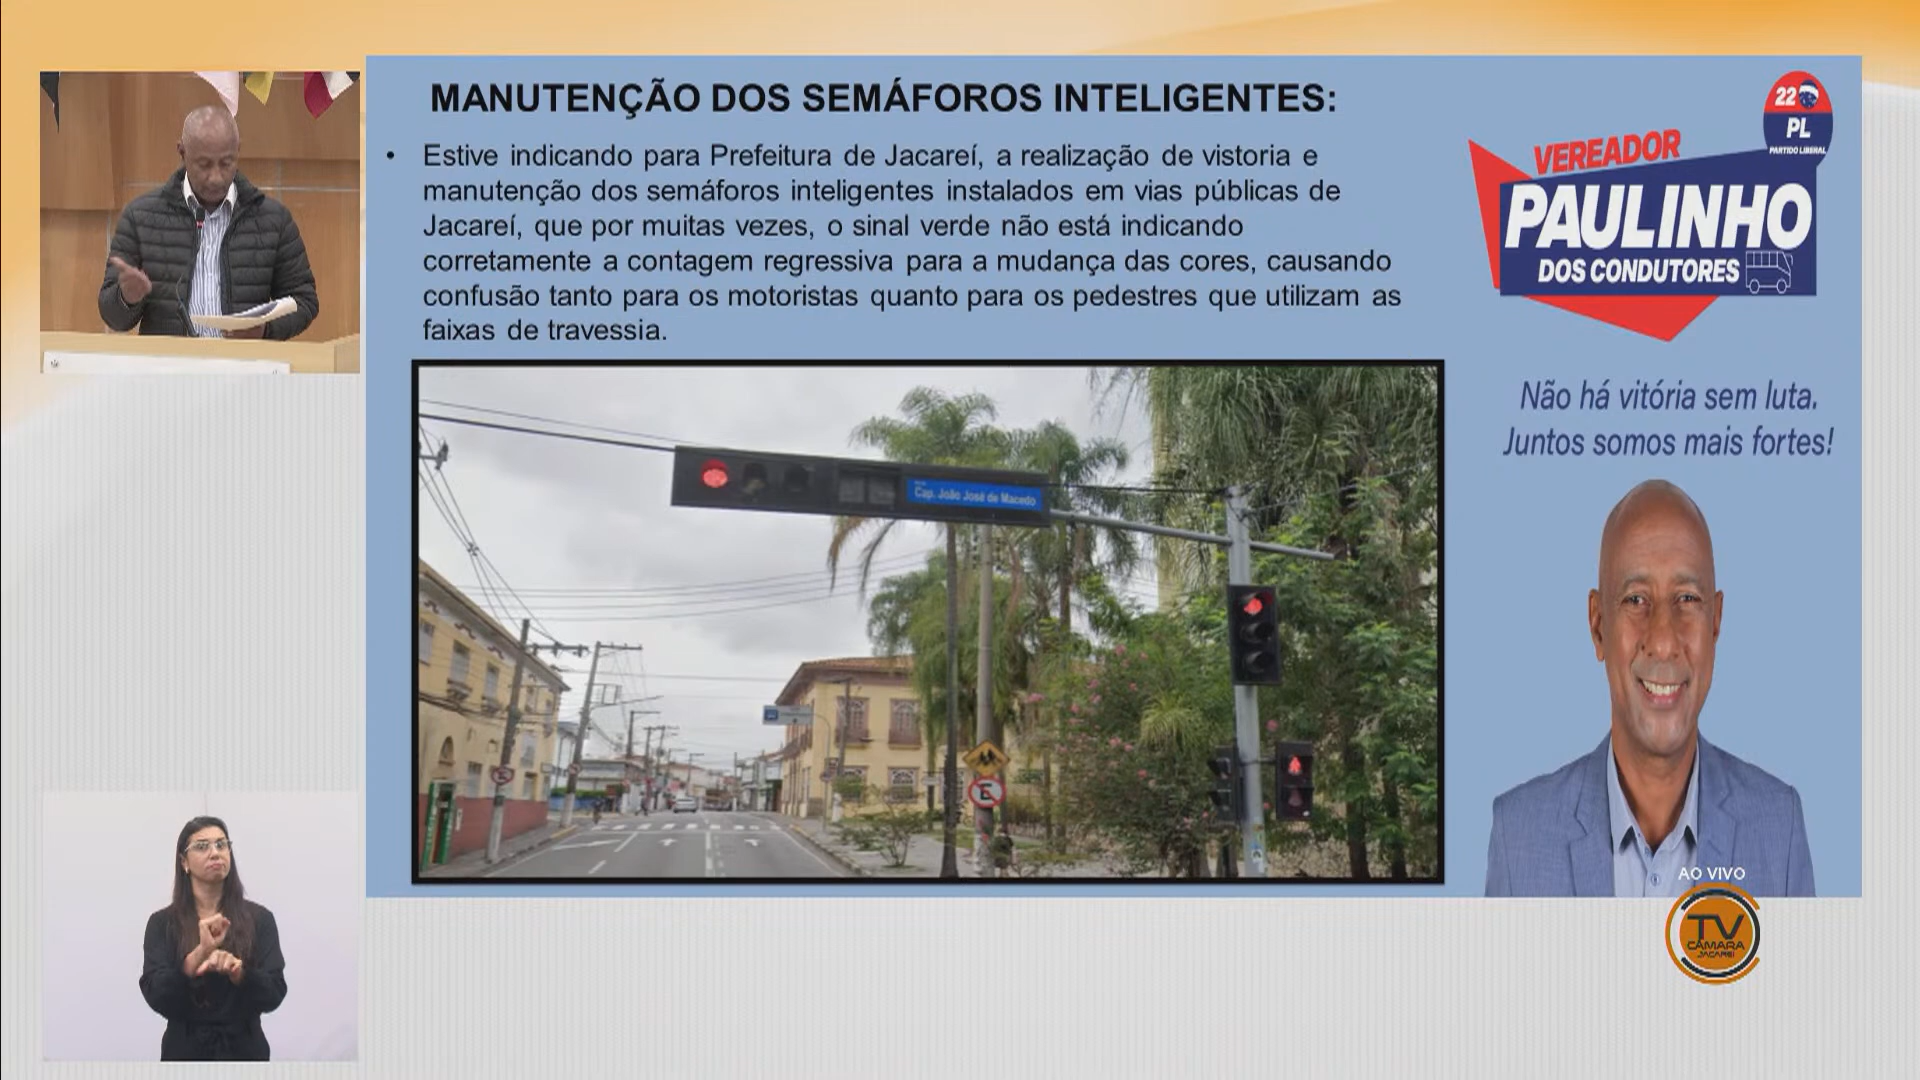 MANUTENÇÃO DOS SEMÁFOROS INTELIGENTES:
• Estive indicando para Prefeitura de Jacareí, a realização de vistoria e
manutenção dos semáforos inteligentes instalados em vias públicas de
Jacareí, que por muitas vezes, o sinal verde não está indicando
corretamente a contagem regressiva para a mudança das cores, causando
confusão tanto para os motoristas quanto para os pedestres que utilizam as
faixas de travessia.
Cap. João José de Macedo
E
22
PL
PARTIDO LIBERAL
VEREADOR
PAULINHO
DOS CONDUTORES
Não há vitória sem luta.
Juntos somos mais fortes!
AO VIVO
TV
CÂMARA
JACAREÍ